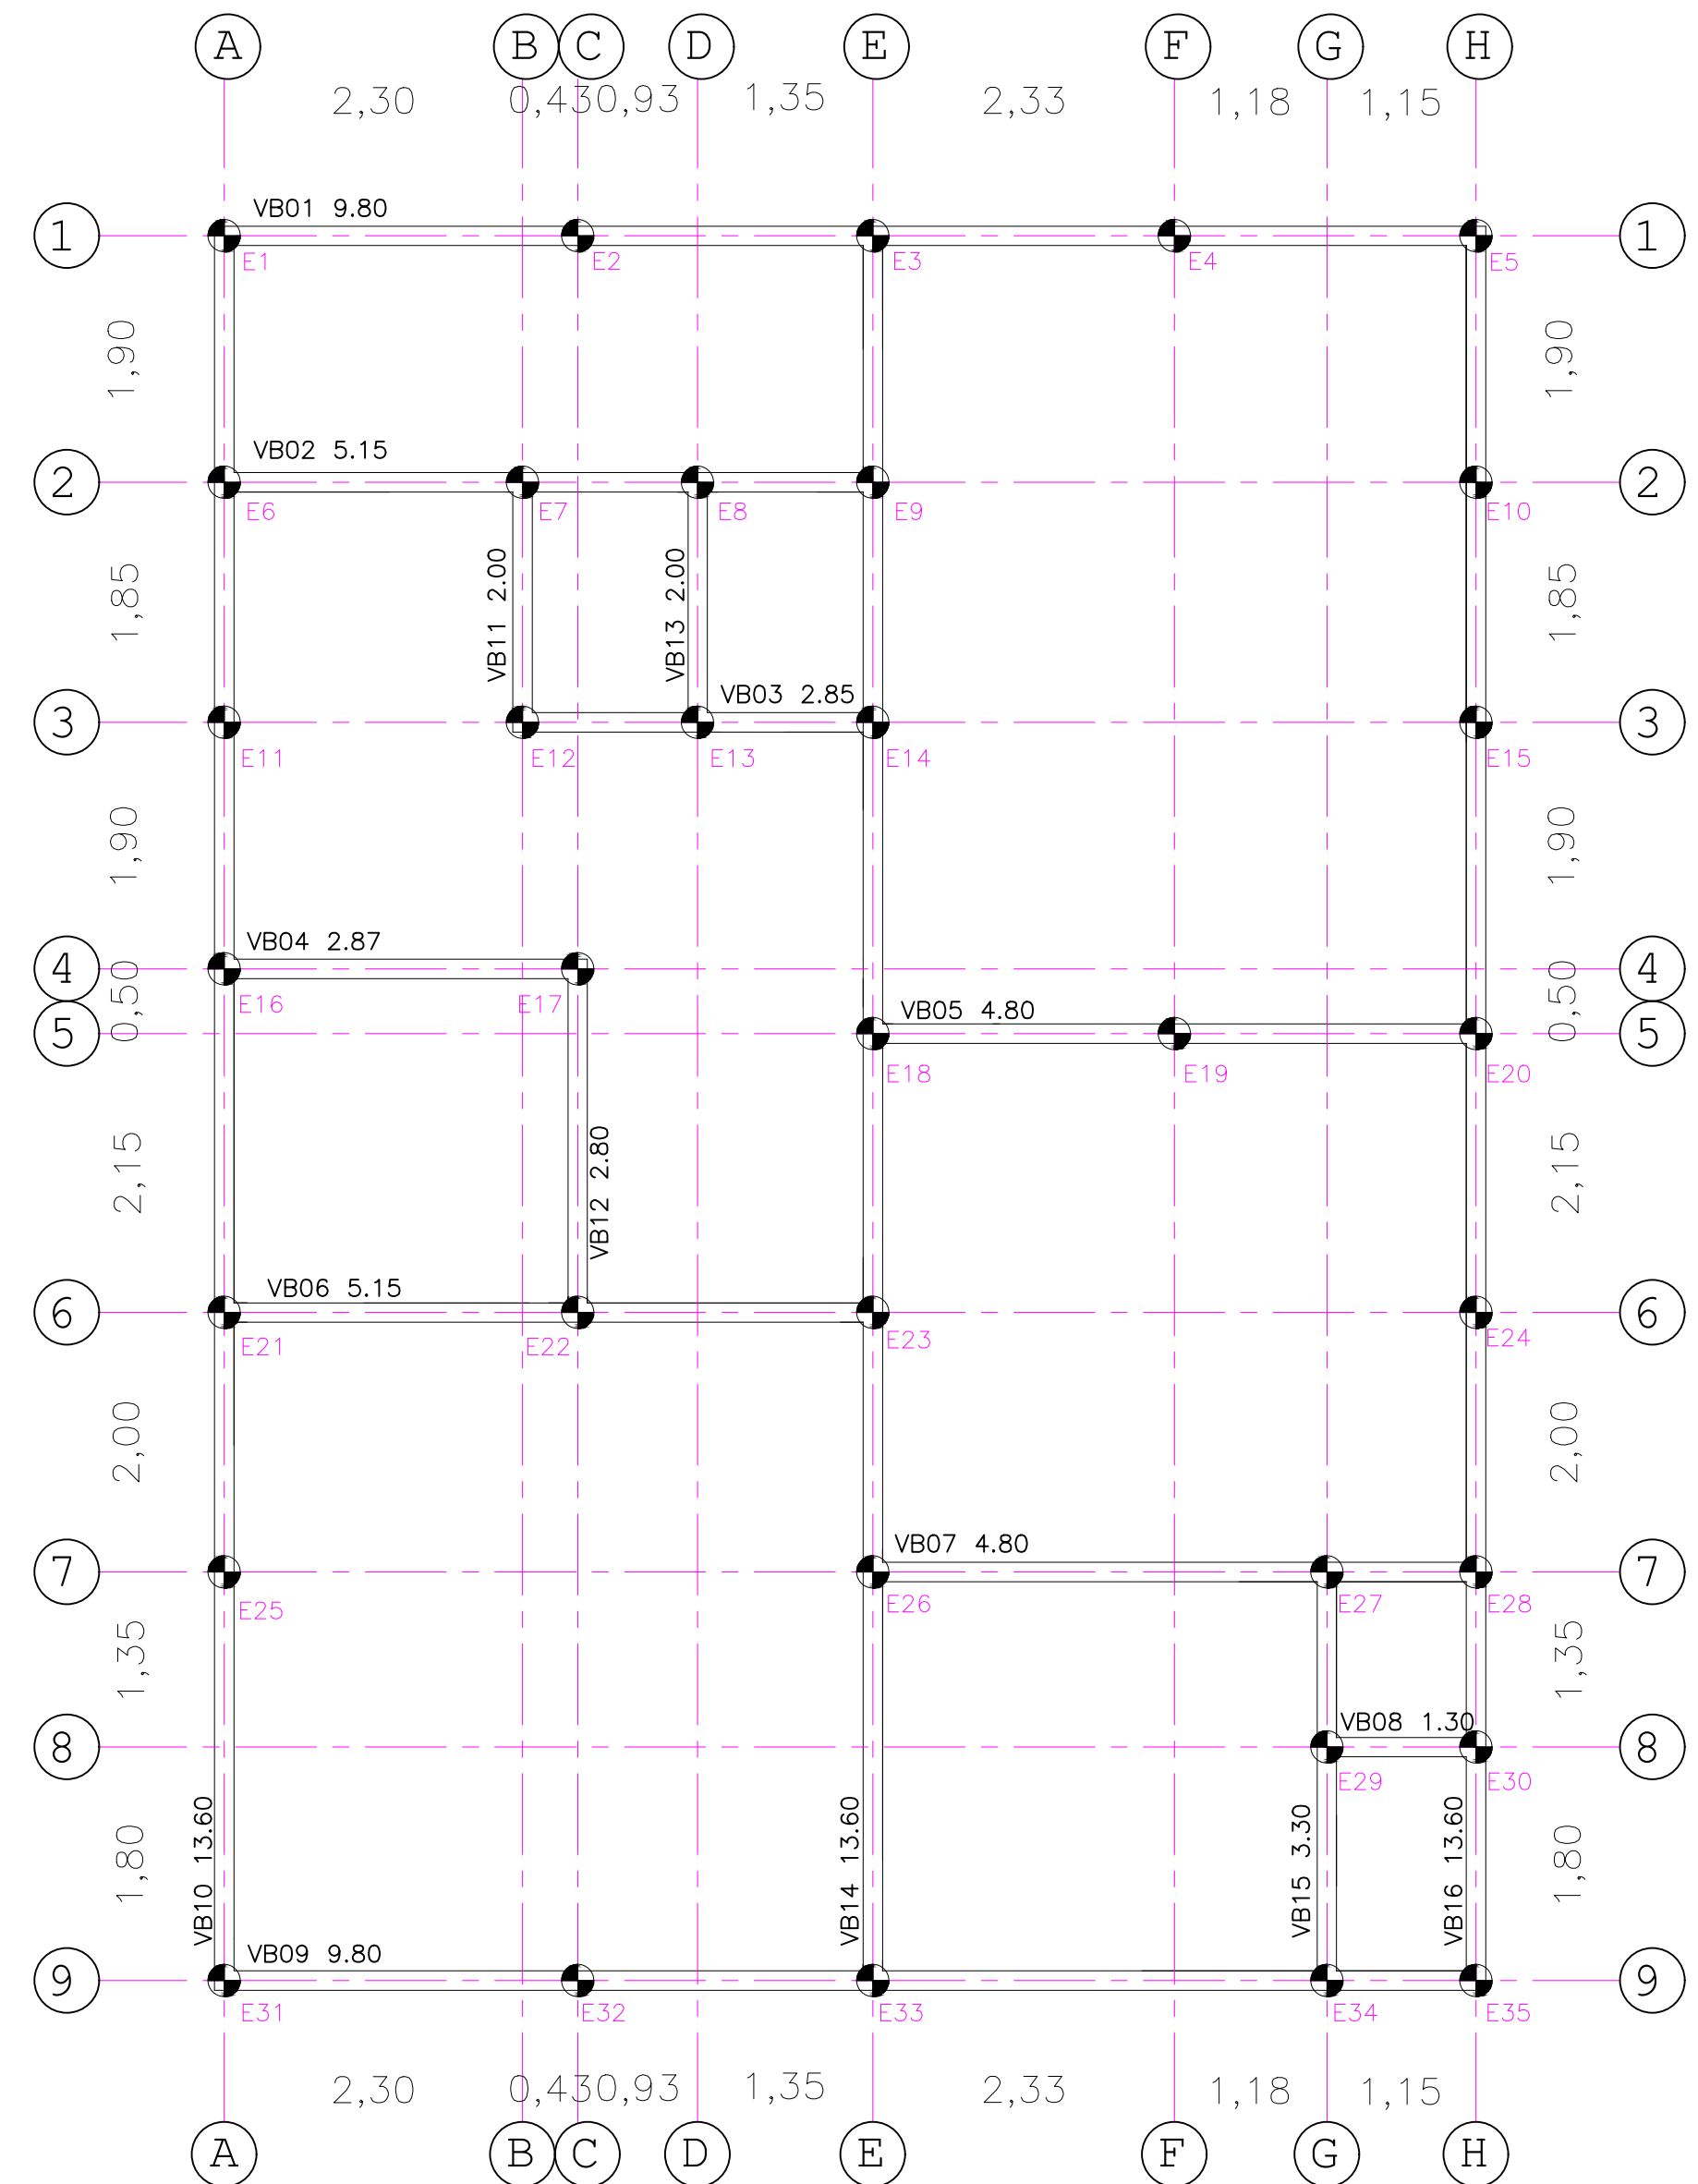 A B C D E F G H
2,30 0,43 0,93 1,35 2,33 1,18 1,15
VB01 9.80
1 1
E1 E2 E3 E4 E5
1,90 1,90
VB02 5.15
2 2
E6 E7 E8 E9 E10
1,85 VB11 2.00 VB13 2.00 1,85
VB03 2.85
3 3
E11 E12 E13 E14 E15
1,90 1,90
VB04 2.87
4 4
E16 E17
0,50 0,50
VB05 4.80
5 5
E18 E19 E20
2,15 VB12 2.80 2,15
VB06 5.15
6 6
E21 E22 E23 E24
2,00 2,00
VB07 4.80
7 7
E25 E26 E27 E28
1,35 1,35
VB08 1.30
8 8
E29 E30
1,80 VB10 13.60 VB14 13.60 VB15 3.30 VB16 13.60 1,80
VB09 9.80
9 9
E31 E32 E33 E34 E35
2,30 0,43 0,93 1,35 2,33 1,18 1,15
A B C D E F G H